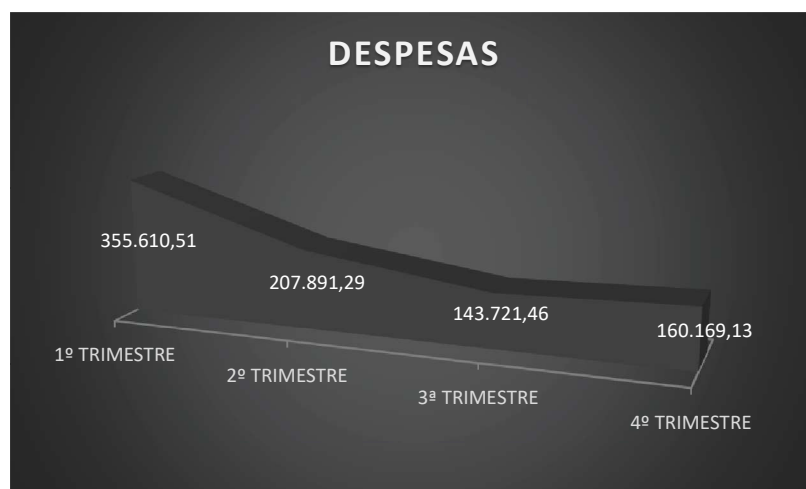 DESPESAS
355.610,51
207.891,29
143.721,46
160.169,13
1º TRIMESTRE
2º TRIMESTRE
3ª TRIMESTRE
4º TRIMESTRE